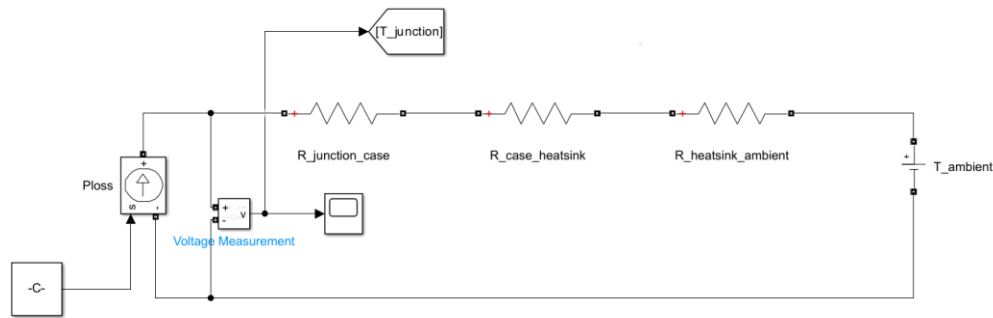 [T_junction]
R_junction_case
R_case_heatsink
R_heatsink_ambient
+
T_ambient
+
Ploss
s
-
+
-
v
Voltage Measurement
-C-